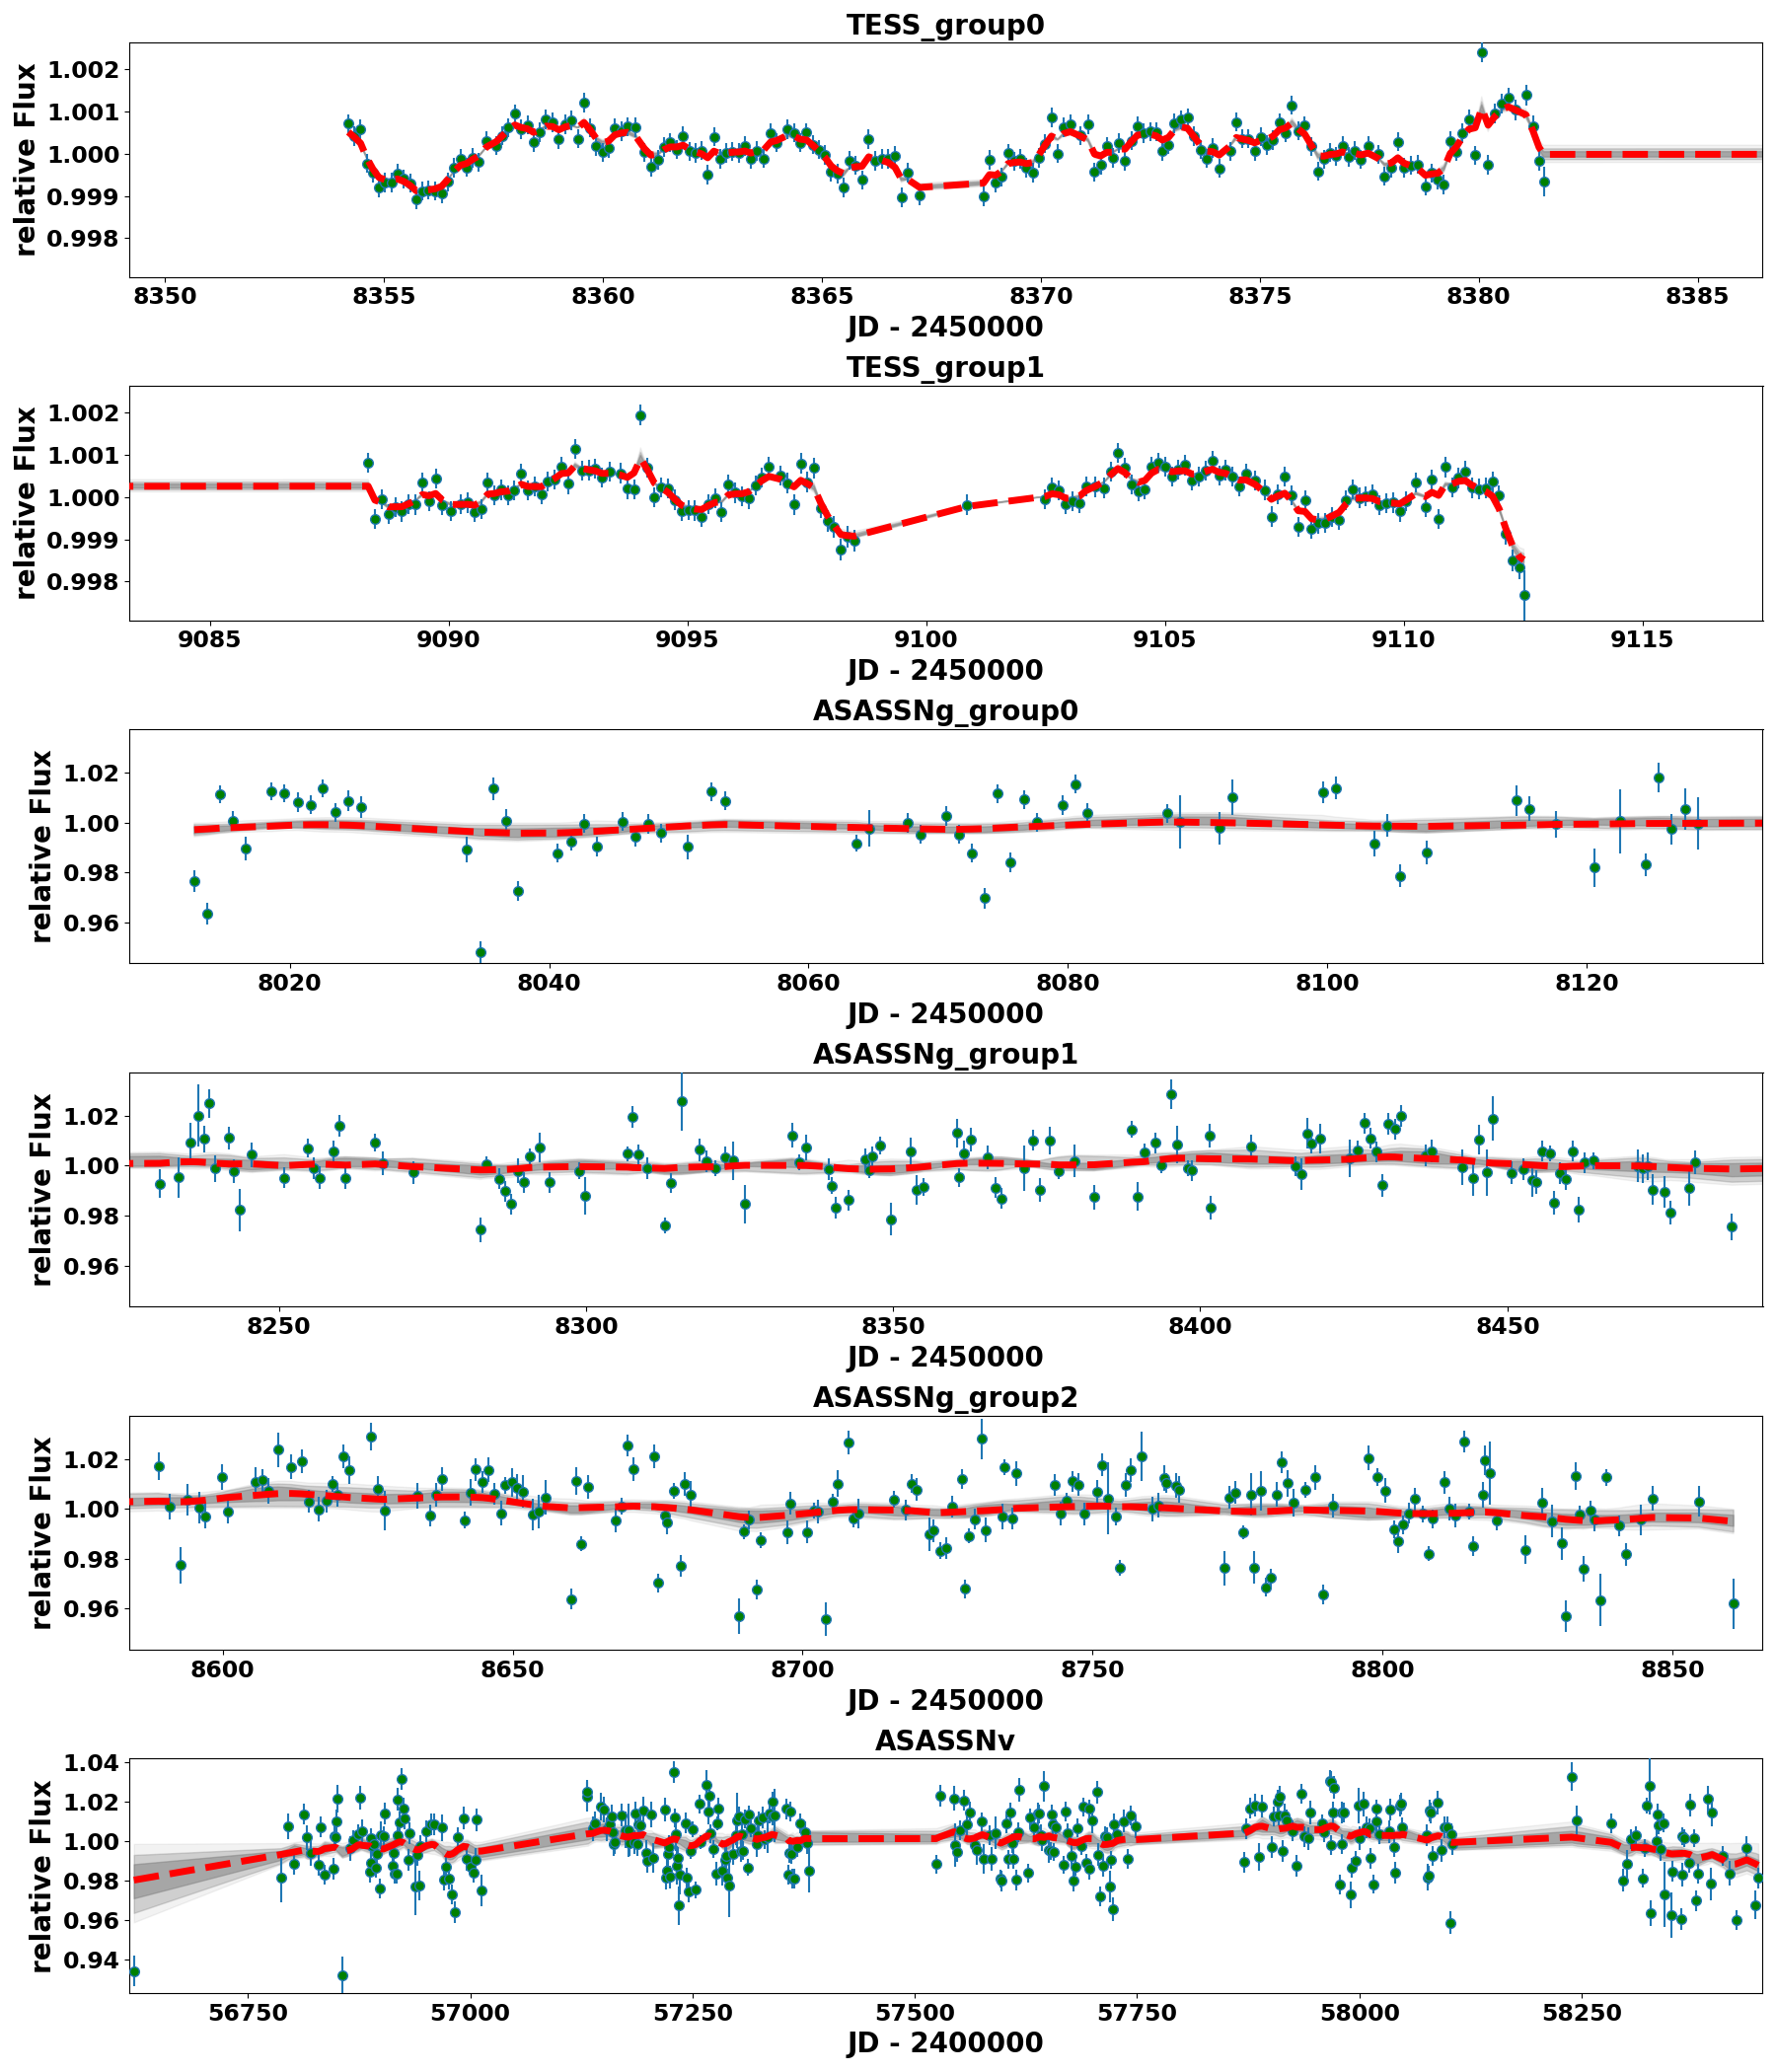 TESS_group0
relative Flux
1.002
1.001
1.000
0.999
0.998
8350 8355 8360 8365 8370 8375 8380 8385
JD - 2450000
TESS_group1
relative Flux
1.002
1.001
1.000
0.999
0.998
9085 9090 9095 9100 9105 9110 9115
JD - 2450000
ASASSNg_group0
relative Flux
1.02
1.00
0.98
0.96
8020 8040 8060 8080 8100 8120
JD - 2450000
ASASSNg_group1
relative Flux
1.02
1.00
0.98
0.96
8250 8300 8350 8400 8450
JD - 2450000
ASASSNg_group2
relative Flux
1.02
1.00
0.98
0.96
8600 8650 8700 8750 8800 8850
JD - 2450000
ASASSNv
relative Flux
1.04
1.02
1.00
0.98
0.96
0.94
56750 57000 57250 57500 57750 58000 58250
JD - 2400000